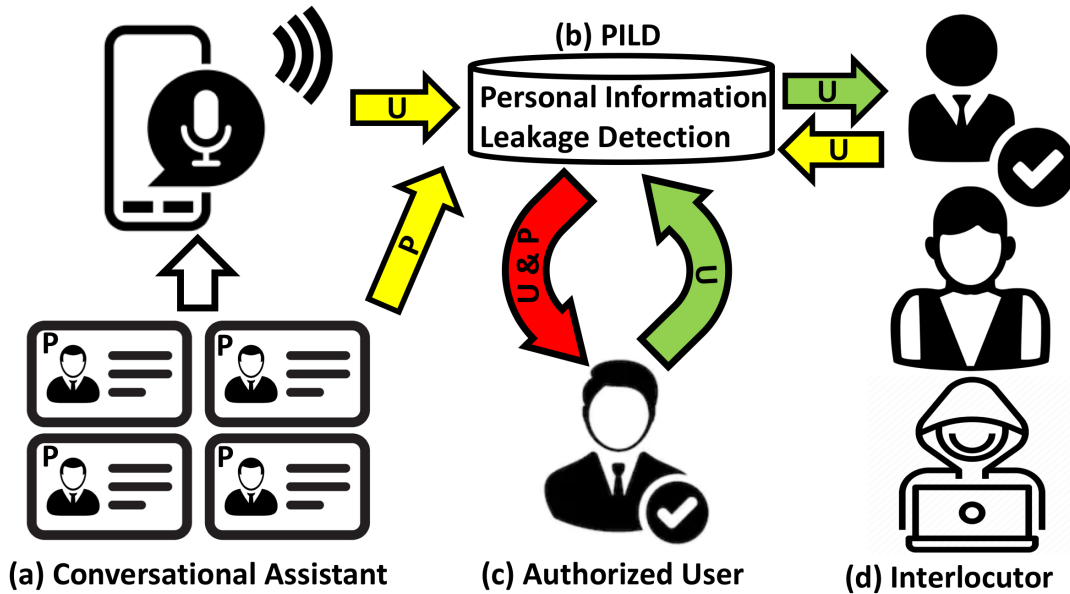 (b) PILD
U
Personal Information
Leakage Detection
U
U
P
U & P
U
P
P
P
P
(a) Conversational Assistant
(c) Authorized User
(d) Interlocutor